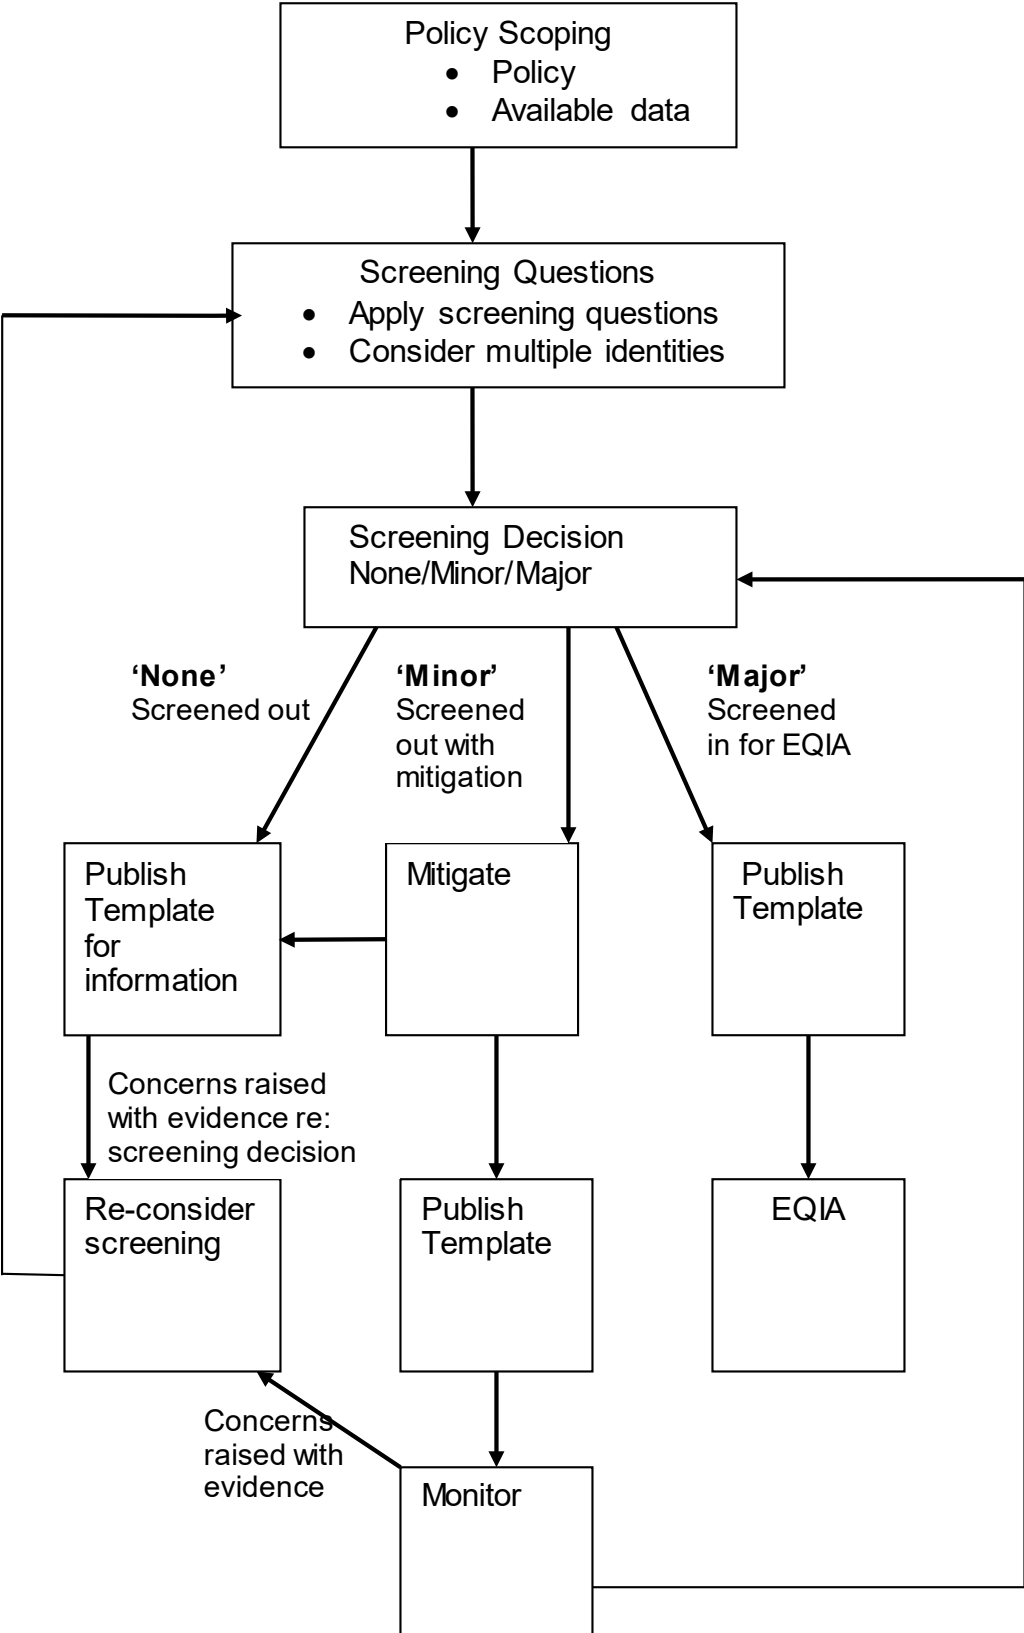 Policy Scoping
• Policy
• Available data
Screening Questions
• Apply screening questions
• Consider multiple identities
Screening Decision
None/Minor/Major
‘None’
Screened out
‘Minor’
Screened
out with
mitigation
‘Major’
Screened
in for EQIA
Publish
Template
for
information
Mitigate
Publish
Template
Concerns raised
with evidence re:
screening decision
Re-consider
screening
Publish
Template
EQIA
Concerns
raised with
evidence
Monitor